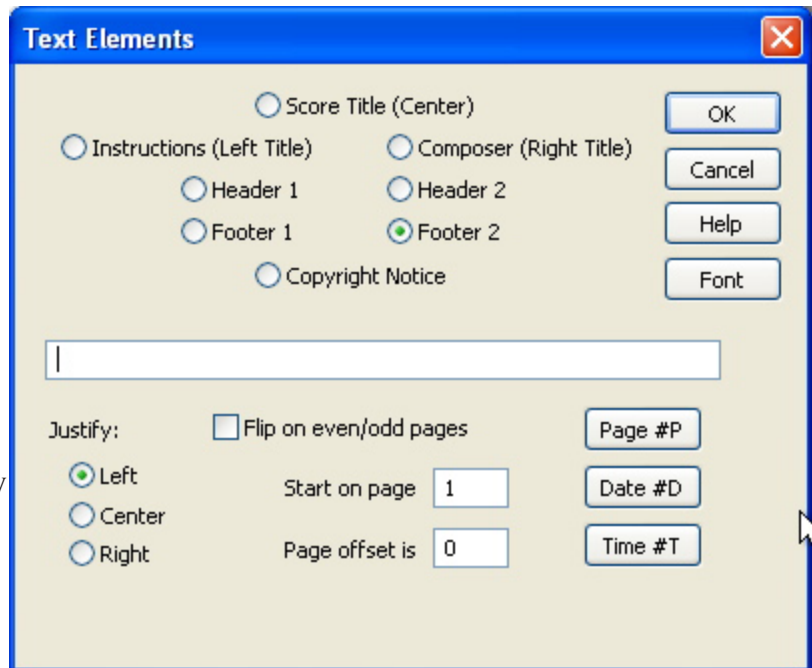 Text Elements
Score Title (Center)
OK
Instructions (Left Title) Composer (Right Title)
Cancel
Header 1 Header 2
Help
Footer 1 Footer 2
Copyright Notice
Font
Justify: Flip on even/odd pages Page #P
y Left Start on page 1 Date #D
Center
Right Page offset is 0 Time #T